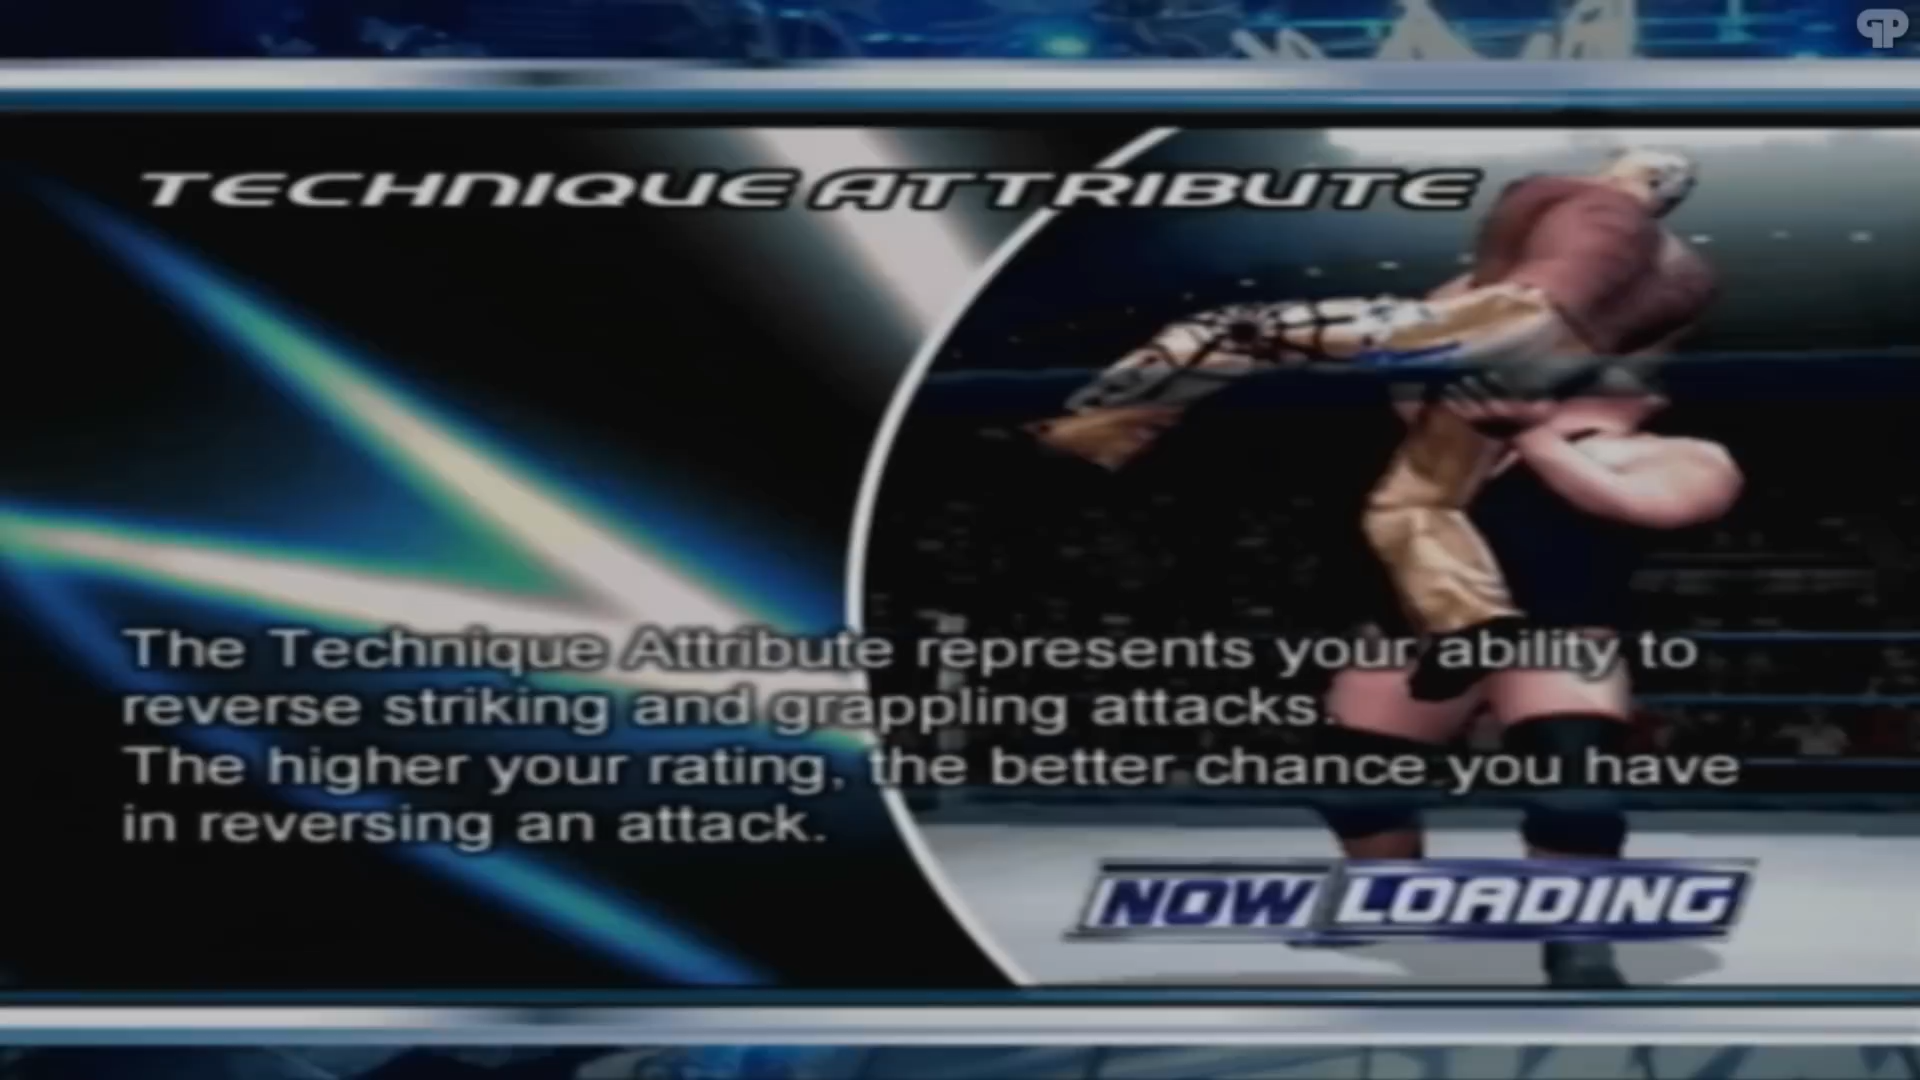 GP
TECHNIQUE ATTRIBUTE
The Technique Attribute represents your ability to
reverse striking and grappling attacks.
The higher your rating, the better chance you have
in reversing an attack.
NOW LOADING